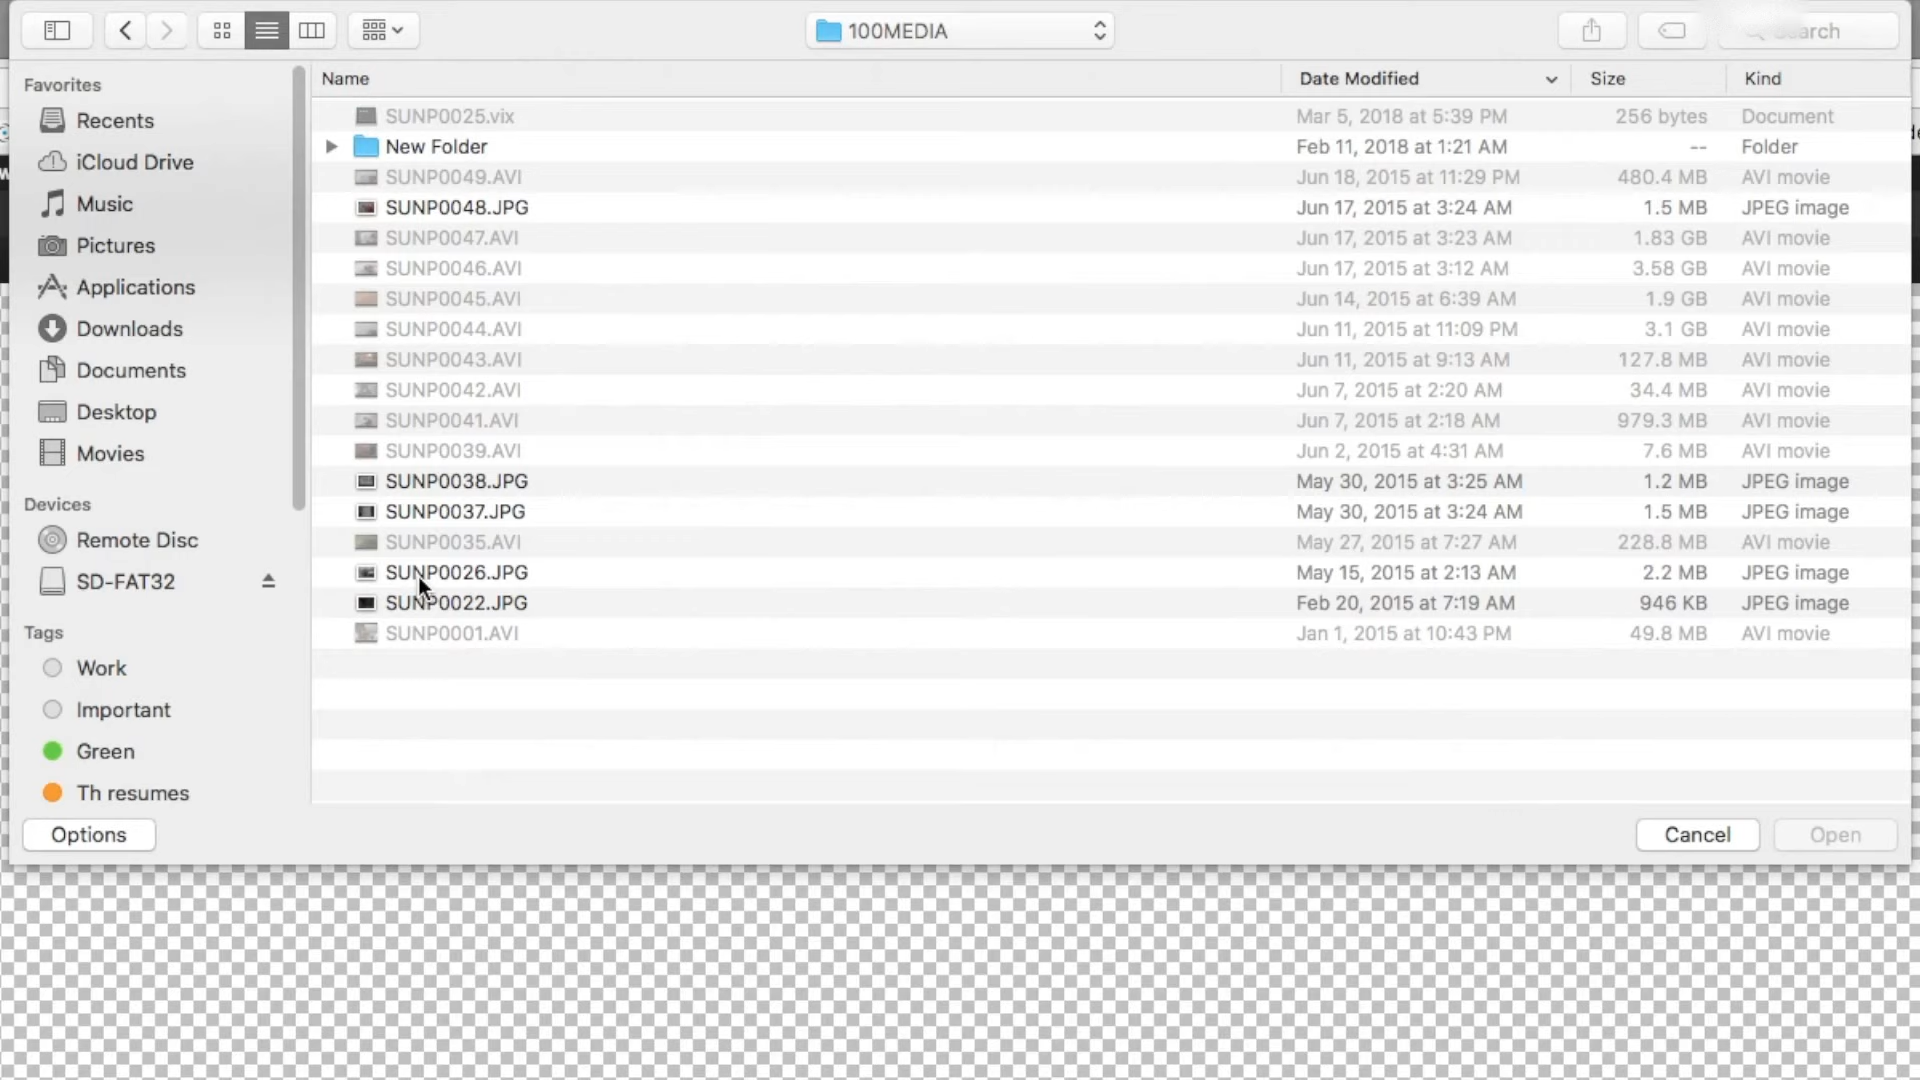 100MEDIA
Favorites
Recents
iCloud Drive
Music
Pictures
Applications
Downloads
Documents
Desktop
Movies
Devices
Remote Disc
SD-FAT32
Tags
Work
Important
Green
Th resumes
Name Date Modified Size Kind
SUNP0025.vix Mar 5, 2018 at 5:39 PM 256 bytes Document
New Folder Feb 11, 2018 at 1:21 AM -- Folder
SUNP0049.AVI Jun 18, 2015 at 11:29 PM 480.4 MB AVI movie
SUNP0048.JPG Jun 17, 2015 at 3:24 AM 1.5 MB JPEG image
SUNP0047.AVI Jun 17, 2015 at 3:23 AM 1.83 GB AVI movie
SUNP0046.AVI Jun 17, 2015 at 3:12 AM 3.58 GB AVI movie
SUNP0045.AVI Jun 14, 2015 at 6:39 AM 1.9 GB AVI movie
SUNP0044.AVI Jun 11, 2015 at 11:09 PM 3.1 GB AVI movie
SUNP0043.AVI Jun 11, 2015 at 9:13 AM 127.8 MB AVI movie
SUNP0042.AVI Jun 7, 2015 at 2:20 AM 34.4 MB AVI movie
SUNP0041.AVI Jun 7, 2015 at 2:18 AM 979.3 MB AVI movie
SUNP0039.AVI Jun 2, 2015 at 4:31 AM 7.6 MB AVI movie
SUNP0038.JPG May 30, 2015 at 3:25 AM 1.2 MB JPEG image
SUNP0037.JPG May 30, 2015 at 3:24 AM 1.5 MB JPEG image
SUNP0035.AVI May 27, 2015 at 7:27 AM 228.8 MB AVI movie
SUNP0026.JPG May 15, 2015 at 2:13 AM 2.2 MB JPEG image
SUNP0022.JPG Feb 20, 2015 at 7:19 AM 946 KB JPEG image
SUNP0001.AVI Jan 1, 2015 at 10:43 PM 49.8 MB AVI movie
Options Cancel Open